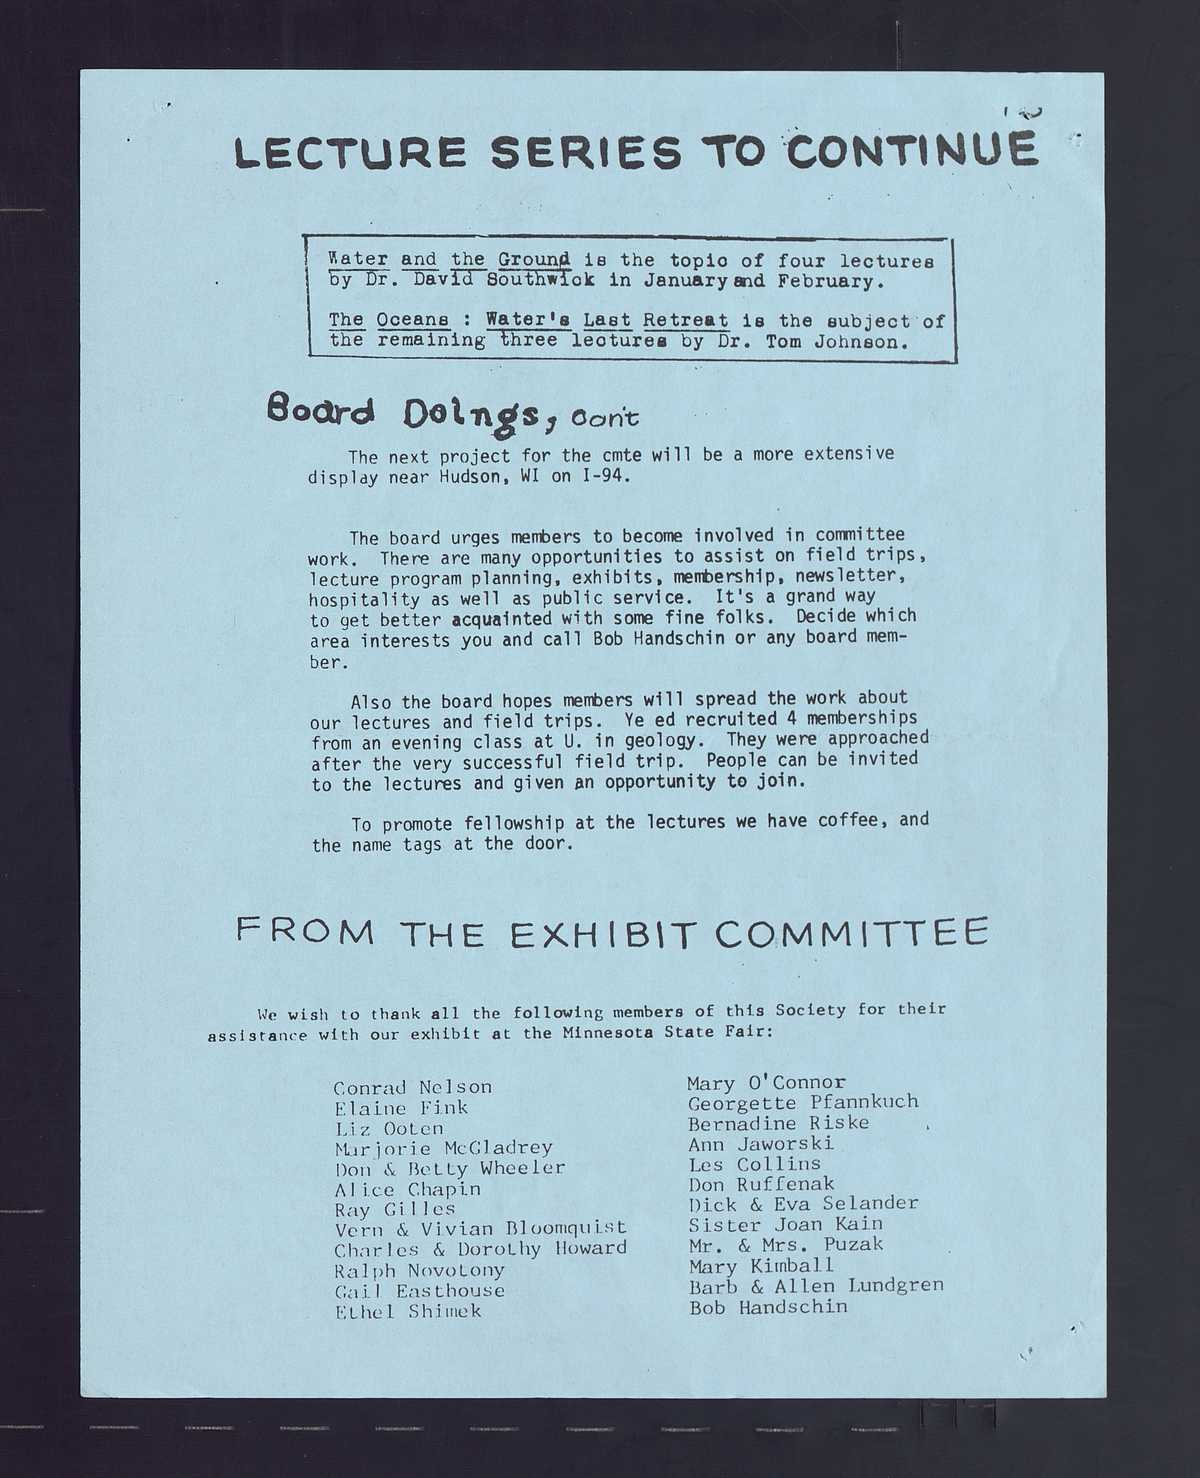 LECTURE SERIES TO CONTINUE
Water and the Ground is the topic of four lectures
by Dr. David Southwick in January and February.
The Oceans : Water's Last Retreat is the subject of
the remaining three lectures by Dr. Tom Johnson.
Board Doings, con't
The next project for the cmte will be a more extensive
display near Hudson, WI on I-94.
The board urges members to become involved in committee
work. There are many opportunities to assist on field trips,
lecture program planning, exhibits, membership, newsletter,
hospitality as well as public service. It's a grand way
to get better acquainted with some fine folks. Decide which
area interests you and call Bob Handschin or any board mem-
ber.
Also the board hopes members will spread the work about
our lectures and field trips. Ye ed recruited 4 memberships
from an evening class at U. in geology. They were approached
after the very successful field trip. People can be invited
to the lectures and given an opportunity to join.
To promote fellowship at the lectures we have coffee, and
the name tags at the door.
FROM THE EXHIBIT COMMITTEE
We wish to thank all the following members of this Society for their
assistance with our exhibit at the Minnesota State Fair:
Conrad Nelson
Elaine Fink
Liz Ooten
Marjorie McGladrey
Don & Betty Wheeler
Alice Chapin
Ray Gilles
Vern & Vivian Bloomquist
Charles & Dorothy Howard
Ralph Novotony
Gail Easthouse
Ethel Shimek
Mary O'Connor
Georgette Pfannkuch
Bernadine Riske
Ann Jaworski
Les Collins
Don Ruffenak
Dick & Eva Selander
Sister Joan Kain
Mr. & Mrs. Puzak
Mary Kimball
Barb & Allen Lundgren
Bob Handschin